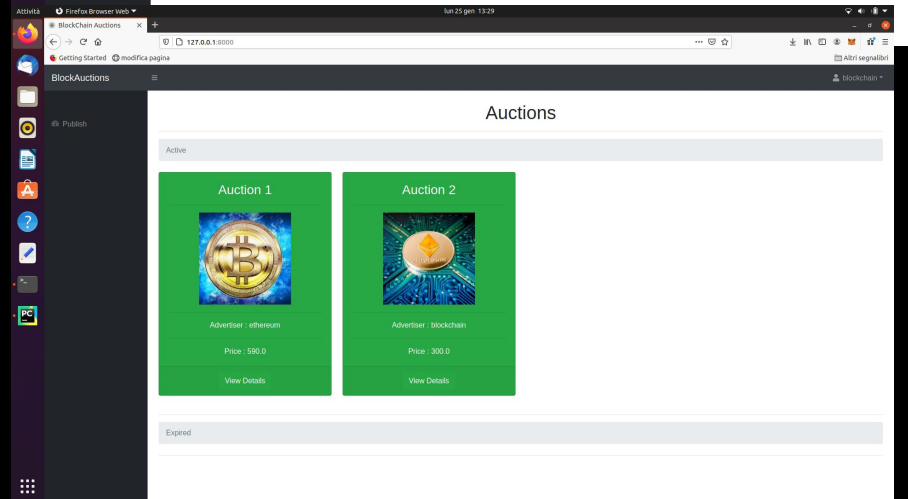 Attività
Firefox Browser Web
lun 25 gen 13:29
BlockChain Auctions
127.0.0.1:8000
Getting Started
modifica pagina
Altri segnalibri
BlockAuctions
blockchain
Publish
Auctions
Active
Auction 1
Auction 2
Advertiser : ethereum
Advertiser : blockchain
Price : 590.0
Price : 300.0
View Details
View Details
Expired
PC